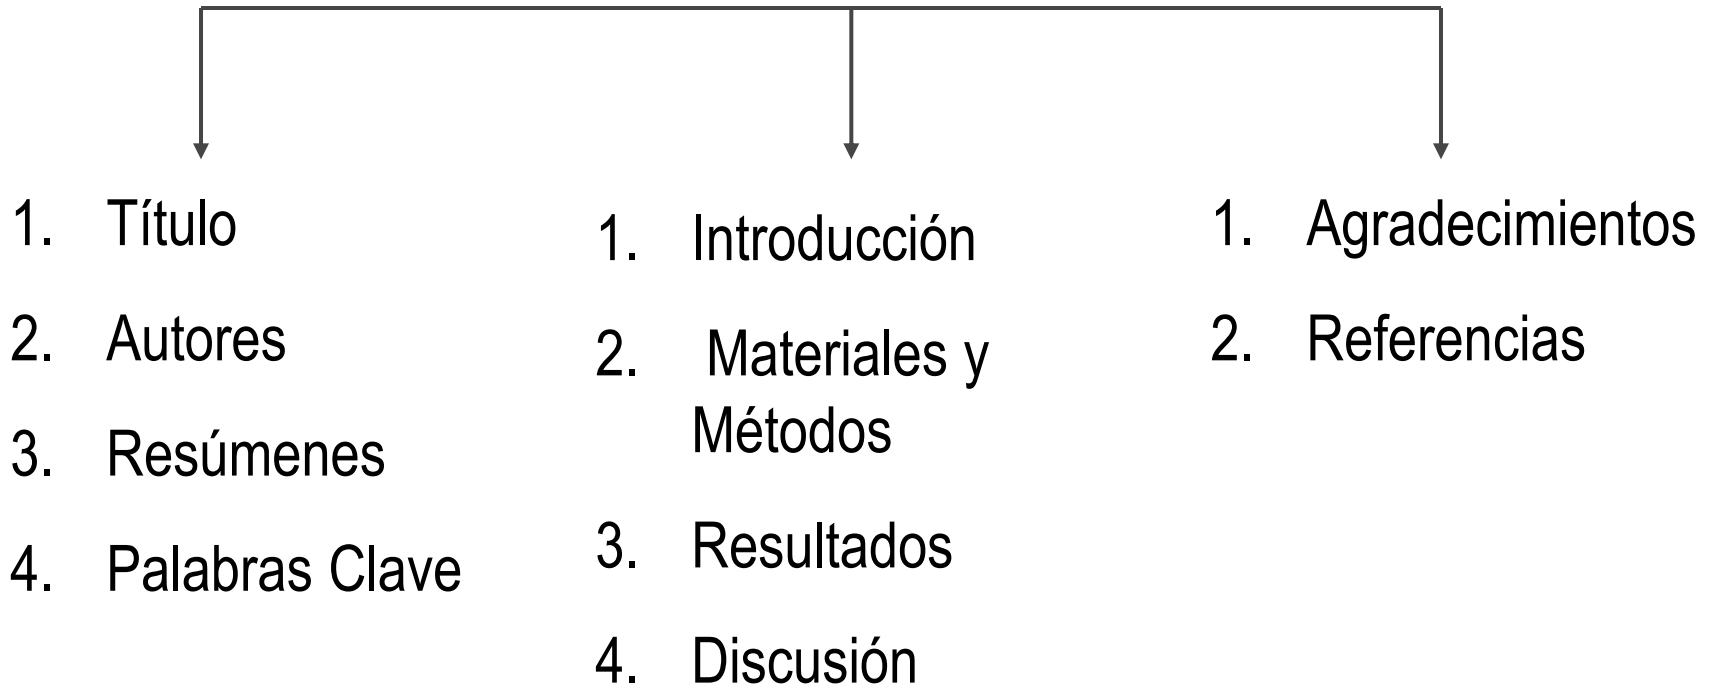 1. Título
2. Autores
3. Resúmenes
4. Palabras Clave
1. Introducción
2. Materiales y
Métodos
3. Resultados
4. Discusión
1. Agradecimientos
2. Referencias